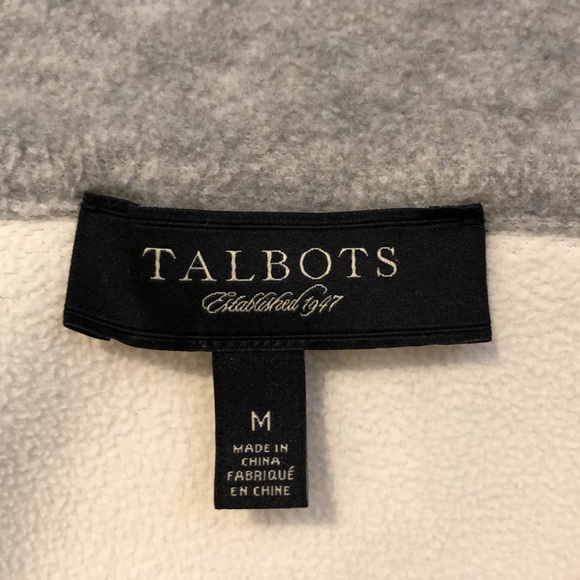 TALBOTS
Established 1947
M
MADE IN
CHINA
FABRIQUÉ
EN CHINE